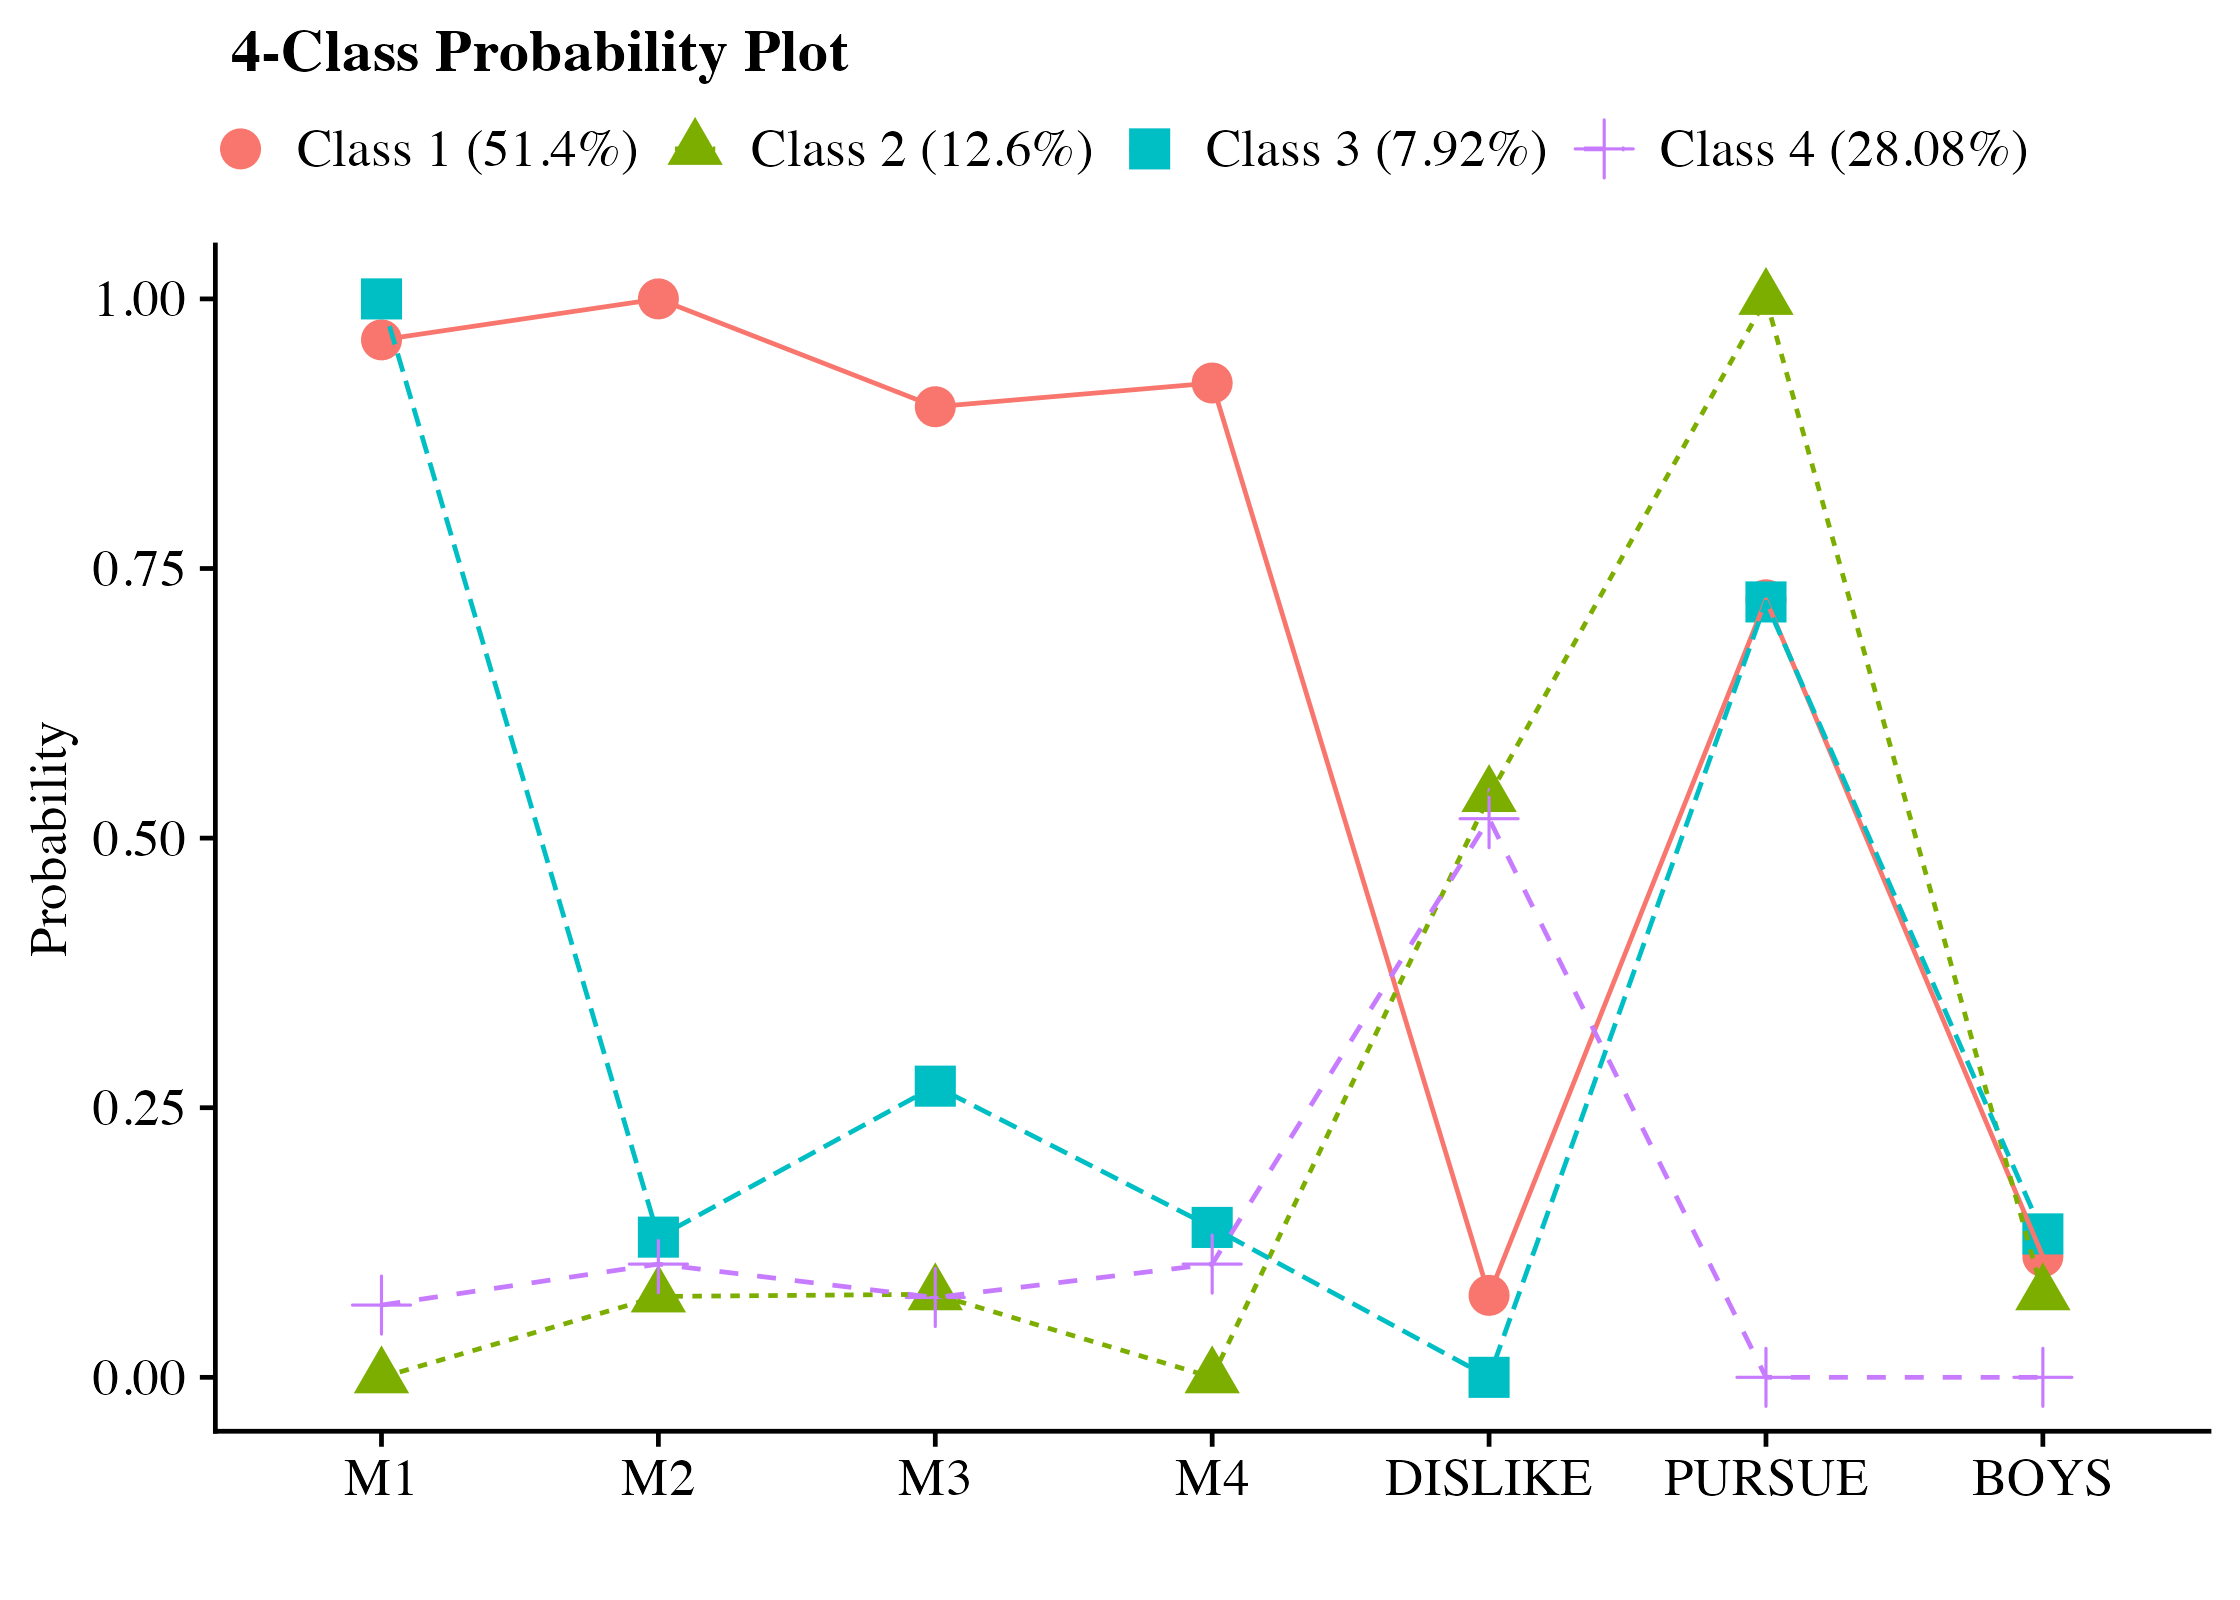 4-Class Probability Plot
Class 1 (51.4%) Class 2 (12.6%) Class 3 (7.92%) Class 4 (28.08%)
1.00
0.75
0.50
0.25
0.00
Probability
M1 M2 M3 M4 DISLIKE PURSUE BOYS